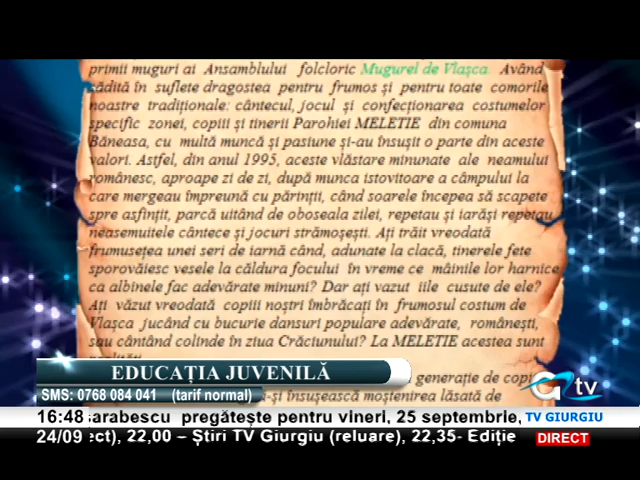 primii muguri ai Ansamblului folcloric Mugurei de Vlașca. Având
sădită în suflete dragostea pentru frumos și pentru toate comorile
noastre tradiționale: cântecul, jocul și confecționarea costumelor
specific zonei, copiii și tinerii Parohiei MELETIE din comuna
Băneasa, cu multă muncă și pasiune și-au însușit o parte din aceste
valori. Astfel, din anul 1995, aceste vlăstare minunate ale neamului
românesc, aproape zi de zi, după munca istovitoare a câmpului la
care mergeau împreună cu părinții, când soarele începea să scapete
spre asfințit, parcă uitând de oboseala zilei, repetau și iarăși repetau
neasemuitele cântece și jocuri strămoșești. Ați trăit vreodată
frumusețea unei seri de iarnă când, adunate la clacă, tinerele fete
sporovăiesc vesele la căldura focului în vreme ce mâinile lor harnice
ca albinele fac adevărate minuni? Dar ați vazut iile cusute de ele?
Ați văzut vreodată copiii noștri îmbrăcați în frumosul costum de
Vlașca jucând cu bucurie dansuri populare adevărate, românești,
sau cântând colinde în ziua Crăciunului? La MELETIE acestea sunt
EDUCAȚIA JUVENILĂ
generație de copii
SMS: 0768 084 041 (tarif normal)
-și însușească moștenirea lăsată de
G tv
16:48 arabescu pregătește pentru vineri, 25 septembrie,
TV GIURGIU
24/09 ect), 22,00 – Știri TV Giurgiu (reluare), 22,35- Ediție
DIRECT